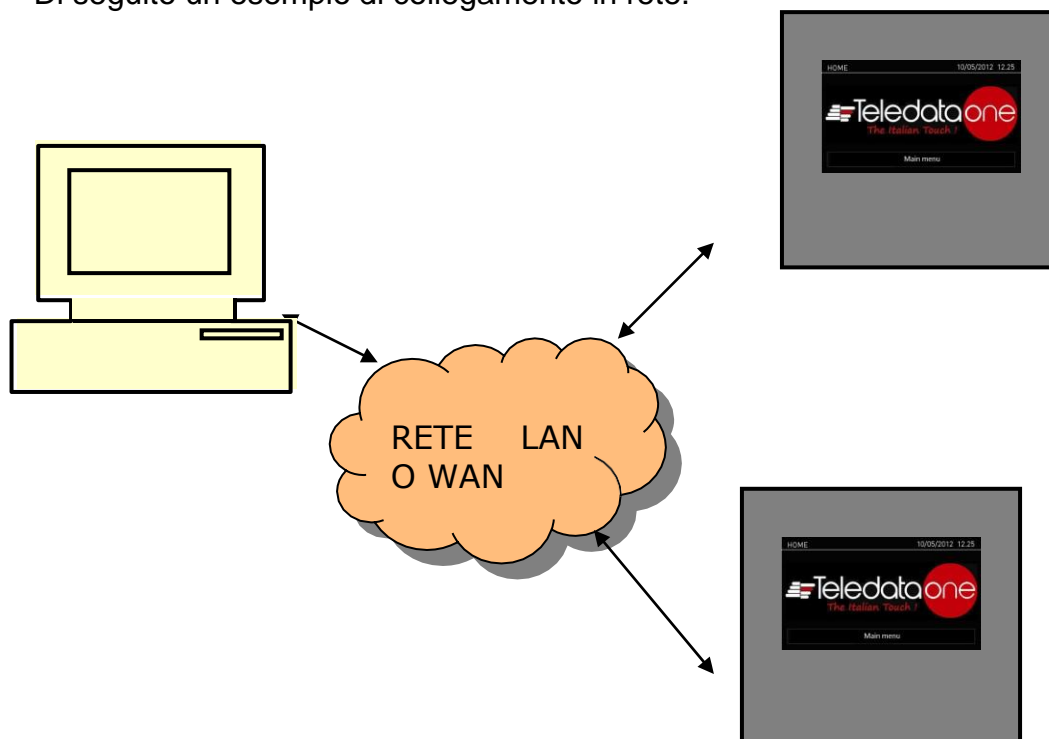 Di seguito un esempio di collegamento in rete:
HOME 10/05/2012 12.25
Teledata one
The Italian Touch !
Main menu
RETE LAN
O WAN
HOME 10/05/2012 12.25
Teledata one
The Italian Touch !
Main menu